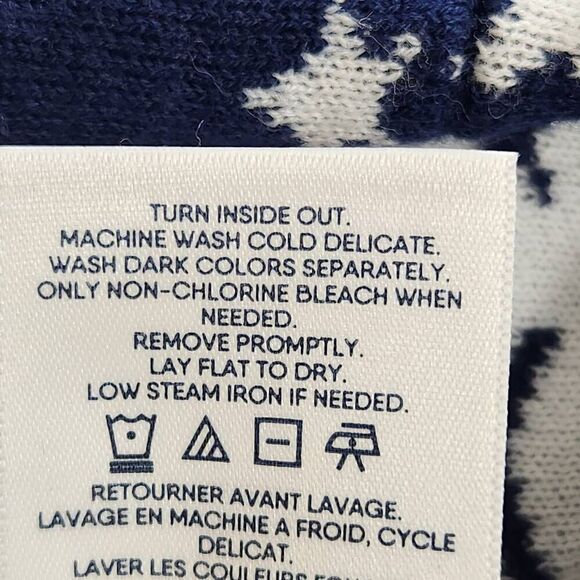 TURN INSIDE OUT.
MACHINE WASH COLD DELICATE.
WASH DARK COLORS SEPARATELY.
ONLY NON-CHLORINE BLEACH WHEN
NEEDED.
REMOVE PROMPTLY.
LAY FLAT TO DRY.
LOW STEAM IRON IF NEEDED.
RETOURNER AVANT LAVAGE.
LAVAGE EN MACHINE A FROID, CYCLE
DELICAT.
LAVER LES COULEURS